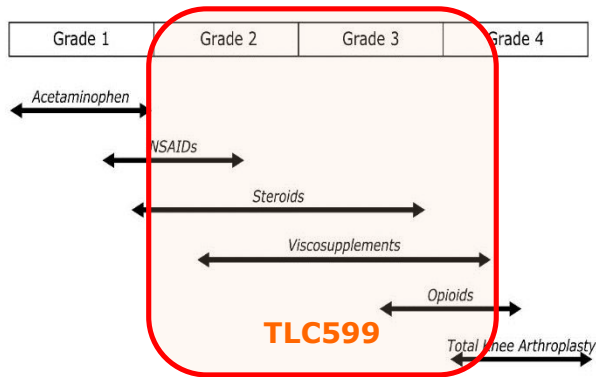 Grade 1 Grade 2 Grade 3 Grade 4
Acetaminophen
NSAIDs
Steroids
Viscosupplements
Opioids
TLC599
Total Knee Arthroplasty